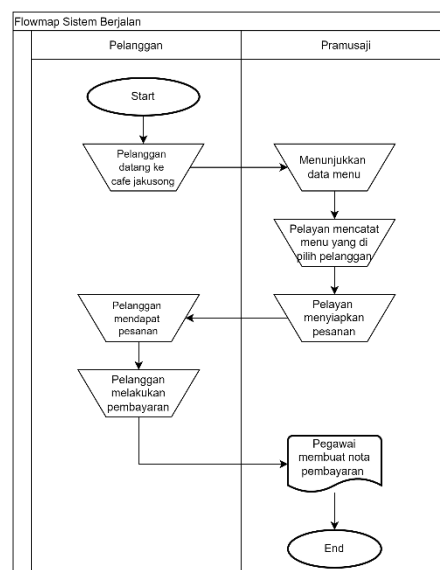 Flowmap Sistem Berjalan
Pelanggan
Pramusaji
Start
Pelanggan
datang ke
cafe jakusong
Menunjukkan
data menu
Pelayan mencatat
menu yang di
pilih pelanggan
Pelayan
menyiapkan
pesanan
Pelanggan
mendapat
pesanan
Pelanggan
melakukan
pembayaran
Pegawai
membuat nota
pembayaran
End